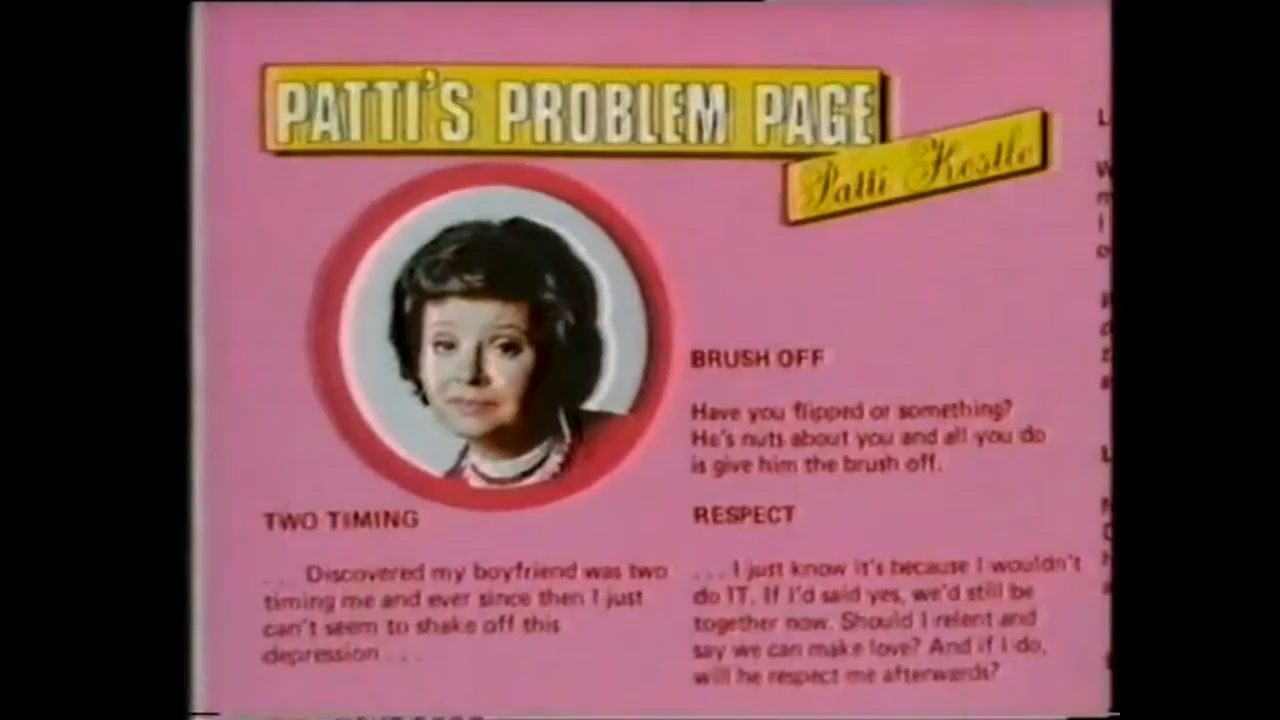 PATTI'S PROBLEM PAGE
Patti Kestle
BRUSH OFF
Have you flipped or something?
He's nuts about you and all you do
is give him the brush off.
TWO TIMING
... Discovered my boyfriend was two
timing me and ever since then I just
can't seem to shake off this
depression ...
RESPECT
... I just know it's because I wouldn't
do IT. If I'd said yes, we'd still be
together now. Should I relent and
say we can make love? And if I do,
will he respect me afterwards?